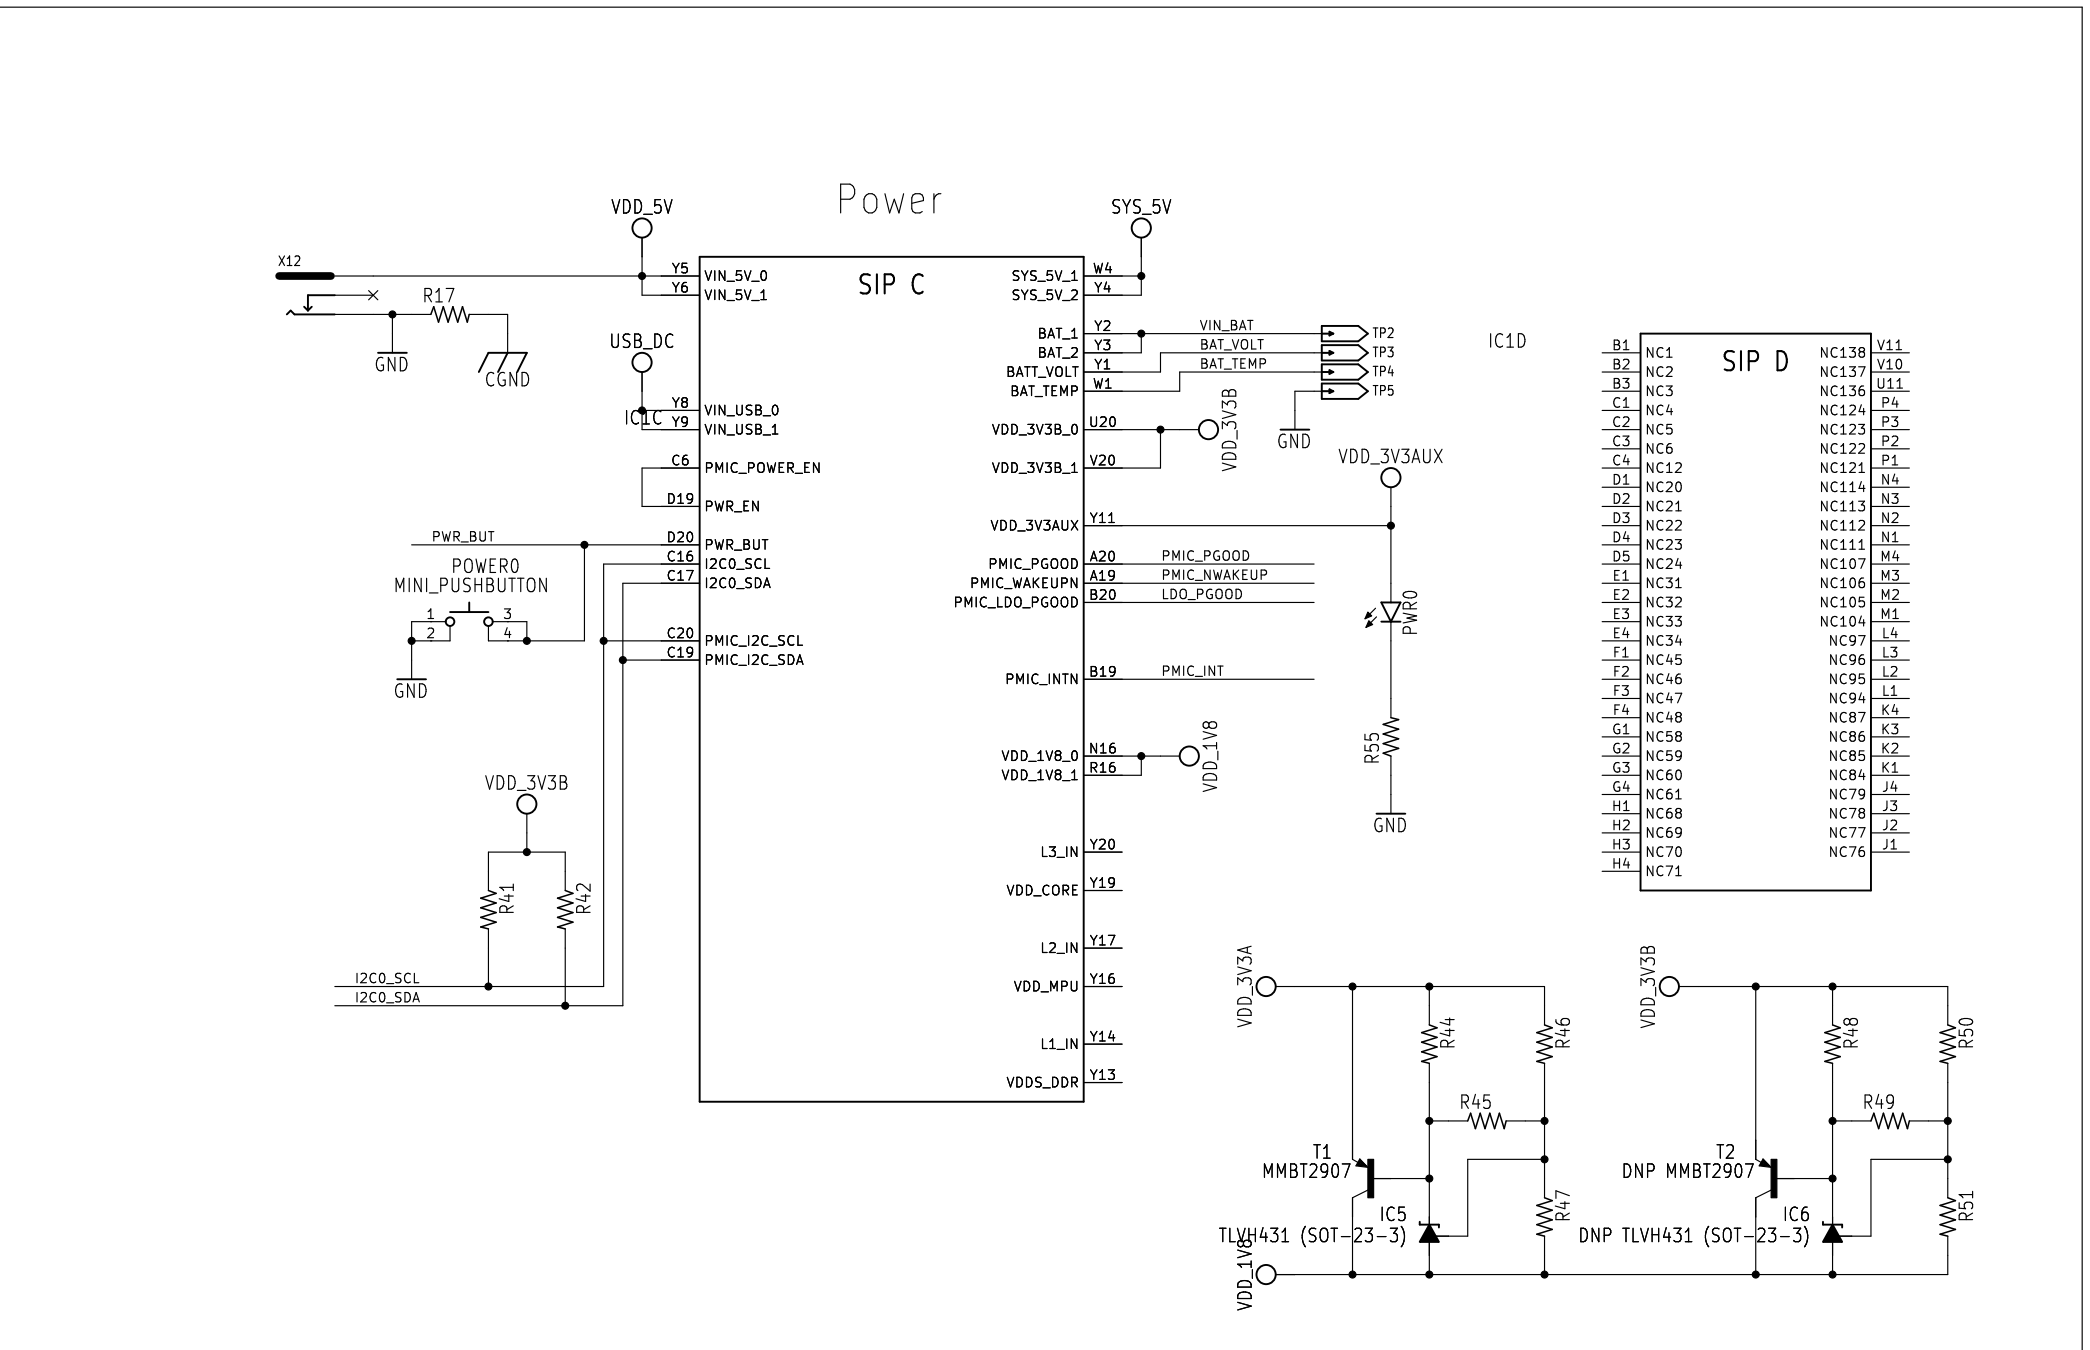 Power
VDD_5V
SYS_5V
X12
SIP C
Y5 VIN_5V_0
Y6 VIN_5V_1
SYS_5V_1 W4
SYS_5V_2 Y4
R17
GND
CGND
USB_DC
IC1C
Y8 VIN_USB_0
Y9 VIN_USB_1
C6 PMIC_POWER_EN
D19 PWR_EN
PWR_BUT
D20 PWR_BUT
C16 I2C0_SCL
C17 I2C0_SDA
POWER0
MINI_PUSHBUTTON
1 3
2 4
GND
C20 PMIC_I2C_SCL
C19 PMIC_I2C_SDA
VDD_3V3B
R41
R42
I2C0_SCL
I2C0_SDA
BAT_1 Y2 VIN_BAT TP2
BAT_2 Y3 BAT_VOLT TP3
BATT_VOLT Y1 BAT_TEMP TP4
BAT_TEMP W1 TP5
GND
VDD_3V3B_0 U20
VDD_3V3B
VDD_3V3B_1 V20
VDD_3V3AUX
VDD_3V3AUX Y11
PMIC_PGOOD A20 PMIC_PGOOD
PMIC_WAKEUPN A19 PMIC_NWAKEUP
PMIC_LDO_PGOOD B20 LDO_PGOOD
PWR0
PMIC_INTN B19 PMIC_INT
R55
GND
VDD_1V8_0 N16
VDD_1V8_1 R16
VDD_1V8
L3_IN Y20
VDD_CORE Y19
L2_IN Y17
VDD_MPU Y16
L1_IN Y14
VDDS_DDR Y13
IC1D
SIP D
B1 NC1 NC138 V11
B2 NC2 NC137 V10
B3 NC3 NC136 U11
C1 NC4 NC124 P4
C2 NC5 NC123 P3
C3 NC6 NC122 P2
C4 NC12 NC121 P1
D1 NC20 NC114 N4
D2 NC21 NC113 N3
D3 NC22 NC112 N2
D4 NC23 NC111 N1
D5 NC24 NC107 M4
E1 NC31 NC106 M3
E2 NC32 NC105 M2
E3 NC33 NC104 M1
E4 NC34 NC97 L4
F1 NC45 NC96 L3
F2 NC46 NC95 L2
F3 NC47 NC94 L1
F4 NC48 NC87 K4
G1 NC58 NC86 K3
G2 NC59 NC85 K2
G3 NC60 NC84 K1
G4 NC61 NC79 J4
H1 NC68 NC78 J3
H2 NC69 NC77 J2
H3 NC70 NC76 J1
H4 NC71
VDD_3V3A
R44
R46
R45
T1
MMBT2907
R47
IC5
TLVH431 (SOT-23-3)
VDD_1V8
VDD_3V3B
R48
R50
R49
T2
DNP MMBT2907
R51
IC6
DNP TLVH431 (SOT-23-3)